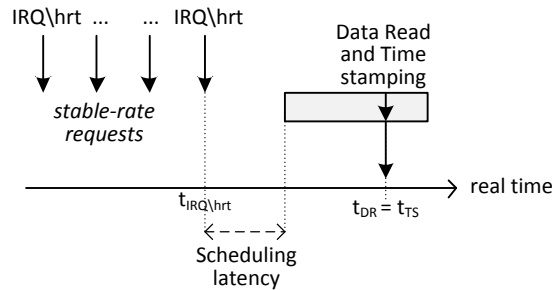 IRQ\hrt ... ... IRQ\hrt
Data Read
and Time
stamping
stable-rate
requests
real time
tIRQ\hrt
tDR = tTS
Scheduling
latency